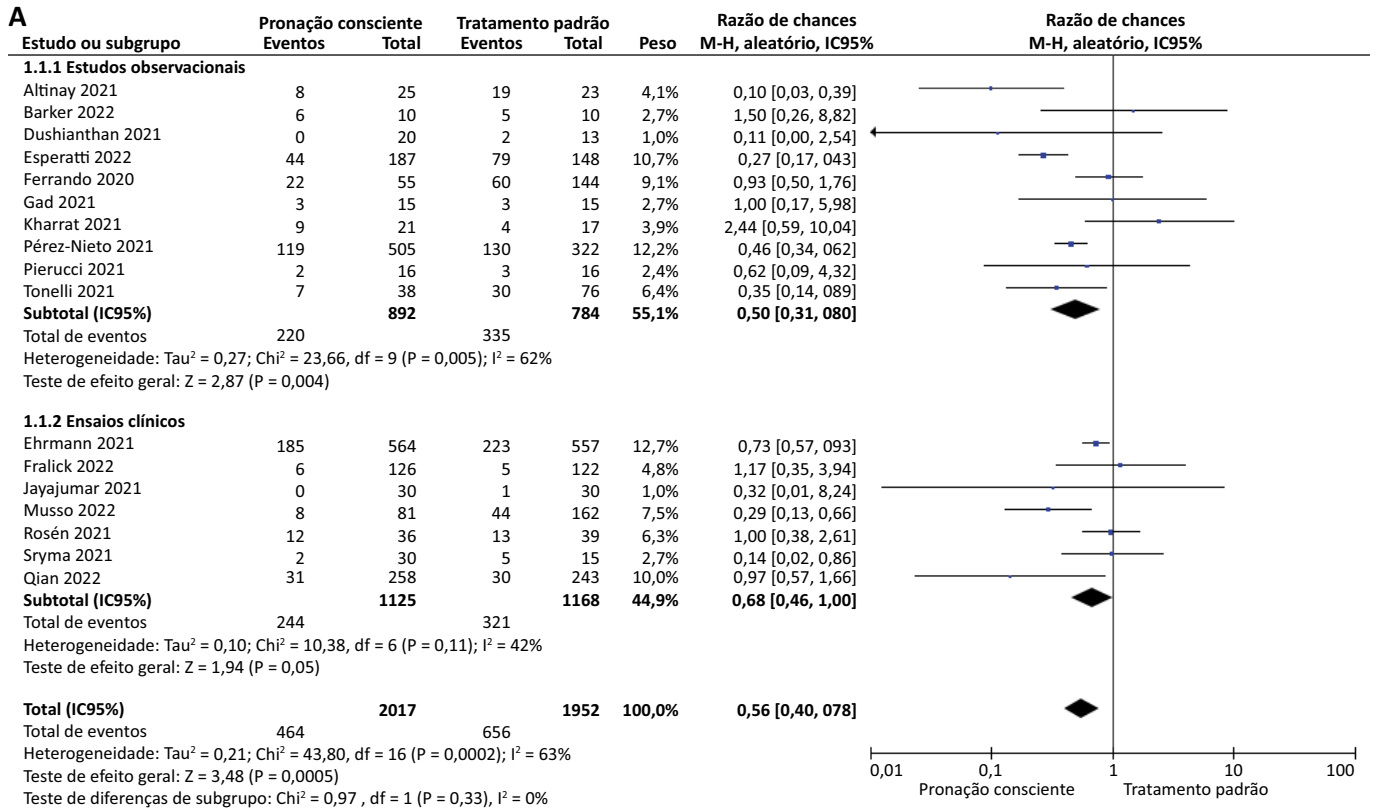 A
Pronação consciente Tratamento padrão Razão de chances Razão de chances
Estudo ou subgrupo Eventos Total Eventos Total Peso M-H, aleatório, IC95% M-H, aleatório, IC95%
1.1.1 Estudos observacionais
Altinay 2021 8 25 19 23 4,1% 0,10 [0,03, 0,39]
Barker 2022 6 10 5 10 2,7% 1,50 [0,26, 8,82]
Dushianthan 2021 0 20 2 13 1,0% 0,11 [0,00, 2,54]
Esperatti 2022 44 187 79 148 10,7% 0,27 [0,17, 043]
Ferrando 2020 22 55 60 144 9,1% 0,93 [0,50, 1,76]
Gad 2021 3 15 3 15 2,7% 1,00 [0,17, 5,98]
Kharrat 2021 9 21 4 17 3,9% 2,44 [0,59, 10,04]
Pérez-Nieto 2021 119 505 130 322 12,2% 0,46 [0,34, 062]
Pierucci 2021 2 16 3 16 2,4% 0,62 [0,09, 4,32]
Tonelli 2021 7 38 30 76 6,4% 0,35 [0,14, 089]
Subtotal (IC95%) 892 784 55,1% 0,50 [0,31, 080]
Total de eventos 220 335
Heterogeneidade: Tau² = 0,27; Chi² = 23,66, df = 9 (P = 0,005); I² = 62%
Teste de efeito geral: Z = 2,87 (P = 0,004)
1.1.2 Ensaios clínicos
Ehrmann 2021 185 564 223 557 12,7% 0,73 [0,57, 093]
Fralick 2022 6 126 5 122 4,8% 1,17 [0,35, 3,94]
Jayajumar 2021 0 30 1 30 1,0% 0,32 [0,01, 8,24]
Musso 2022 8 81 44 162 7,5% 0,29 [0,13, 0,66]
Rosén 2021 12 36 13 39 6,3% 1,00 [0,38, 2,61]
Sryma 2021 2 30 5 15 2,7% 0,14 [0,02, 0,86]
Qian 2022 31 258 30 243 10,0% 0,97 [0,57, 1,66]
Subtotal (IC95%) 1125 1168 44,9% 0,68 [0,46, 1,00]
Total de eventos 244 321
Heterogeneidade: Tau² = 0,10; Chi² = 10,38, df = 6 (P = 0,11); I² = 42%
Teste de efeito geral: Z = 1,94 (P = 0,05)
Total (IC95%) 2017 1952 100,0% 0,56 [0,40, 078]
Total de eventos 464 656
Heterogeneidade: Tau² = 0,21; Chi² = 43,80, df = 16 (P = 0,0002); I² = 63%
Teste de efeito geral: Z = 3,48 (P = 0,0005)
Teste de diferenças de subgrupo: Chi² = 0,97 , df = 1 (P = 0,33), I² = 0%
0,01 0,1 1 10 100
Pronação consciente Tratamento padrão